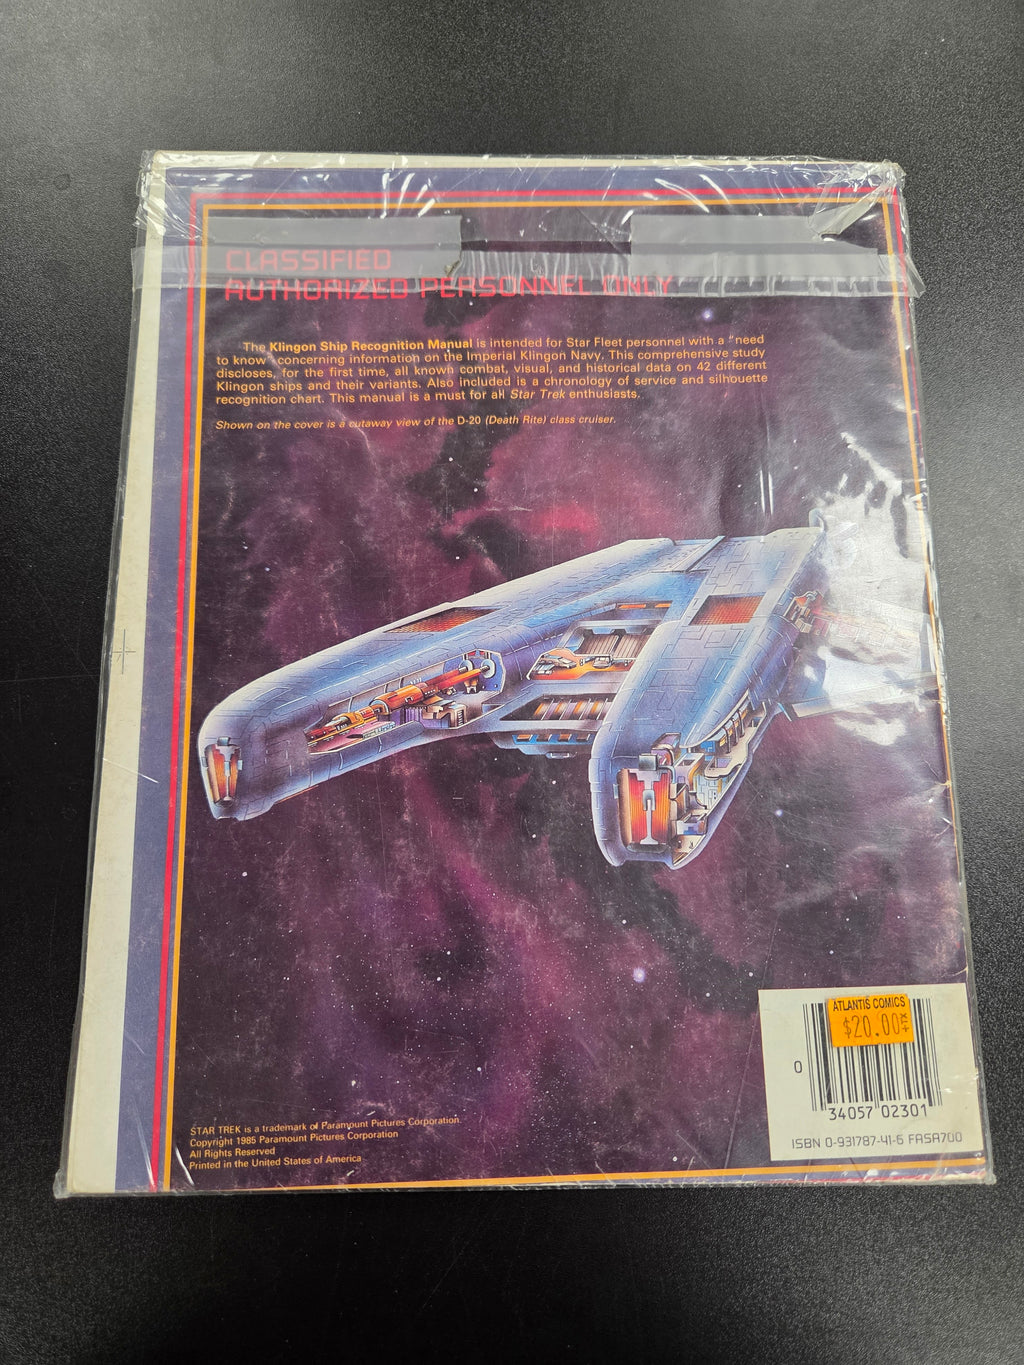 CLASSIFIED
AUTHORIZED PERSONNEL ONLY
The Klingon Ship Recognition Manual is intended for Star Fleet personnel with a "need
to know" concerning information on the Imperial Klingon Navy. This comprehensive study
discloses, for the first time, all known combat, visual, and historical data on 42 different
Klingon ships and their variants. Also included is a chronology of service and silhouette
recognition chart. This manual is a must for all Star Trek enthusiasts.
Shown on the cover is a cutaway view of the D-20 (Death Rite) class cruiser.
ATLANTIS COMICS
$20.00
0
34057 02301
ISBN 0-931787-41-6 FASA700
STAR TREK is a trademark of Paramount Pictures Corporation.
Copyright 1985 Paramount Pictures Corporation
All Rights Reserved
Printed in the United States of America